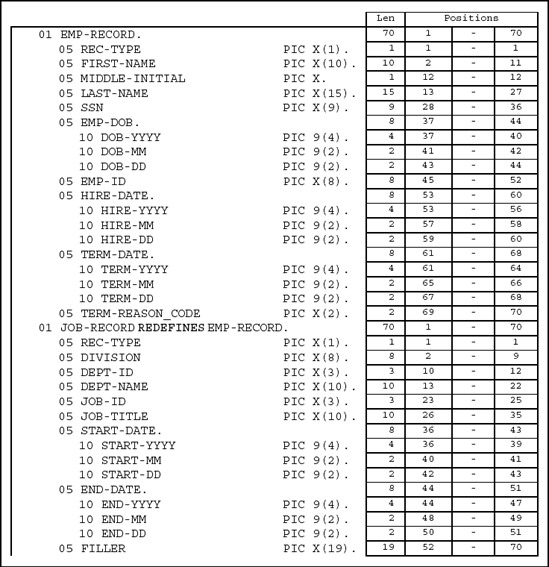 Len Positions
01 EMP-RECORD. 70 1 - 70
05 REC-TYPE PIC X(1). 1 1 - 1
05 FIRST-NAME PIC X(10). 10 2 - 11
05 MIDDLE-INITIAL PIC X. 1 12 - 12
05 LAST-NAME PIC X(15). 15 13 - 27
05 SSN PIC X(9). 9 28 - 36
05 EMP-DOB. 8 37 - 44
10 DOB-YYYY PIC 9(4). 4 37 - 40
10 DOB-MM PIC 9(2). 2 41 - 42
10 DOB-DD PIC 9(2). 2 43 - 44
05 EMP-ID PIC X(8). 8 45 - 52
05 HIRE-DATE. 8 53 - 60
10 HIRE-YYYY PIC 9(4). 4 53 - 56
10 HIRE-MM PIC 9(2). 2 57 - 58
10 HIRE-DD PIC 9(2). 2 59 - 60
05 TERM-DATE. 8 61 - 68
10 TERM-YYYY PIC 9(4). 4 61 - 64
10 TERM-MM PIC 9(2). 2 65 - 66
10 TERM-DD PIC 9(2). 2 67 - 68
05 TERM-REASON_CODE PIC X(2). 2 69 - 70
01 JOB-RECORD REDEFINES EMP-RECORD. 70 1 - 70
05 REC-TYPE PIC X(1). 1 1 - 1
05 DIVISION PIC X(8). 8 2 - 9
05 DEPT-ID PIC X(3). 3 10 - 12
05 DEPT-NAME PIC X(10). 10 13 - 22
05 JOB-ID PIC X(3). 3 23 - 25
05 JOB-TITLE PIC X(10). 10 26 - 35
05 START-DATE. 8 36 - 43
10 START-YYYY PIC 9(4). 4 36 - 39
10 START-MM PIC 9(2). 2 40 - 41
10 START-DD PIC 9(2). 2 42 - 43
05 END-DATE. 8 44 - 51
10 END-YYYY PIC 9(4). 4 44 - 47
10 END-MM PIC 9(2). 2 48 - 49
10 END-DD PIC 9(2). 2 50 - 51
05 FILLER PIC X(19). 19 52 - 70